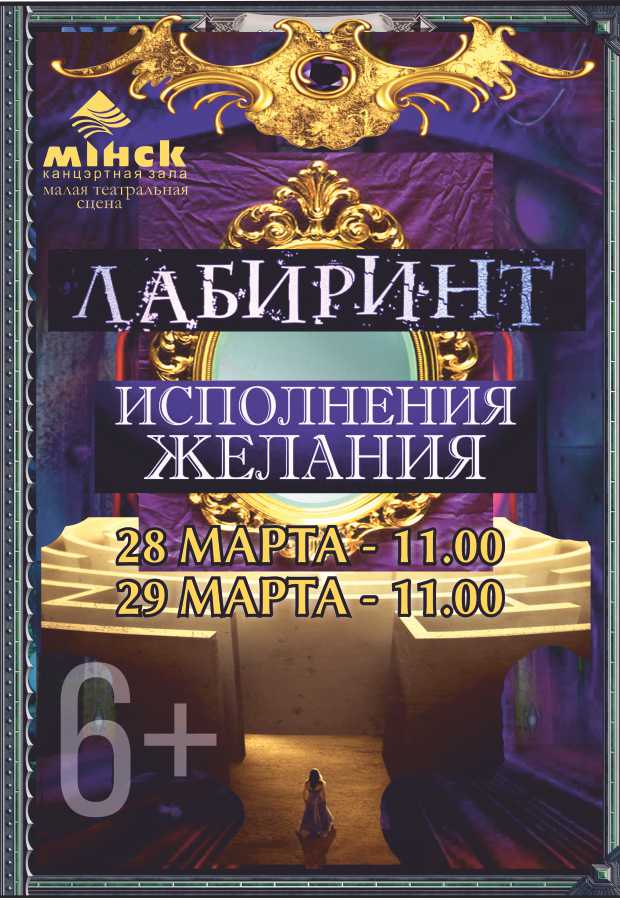 мінск
канцэртная зала
малая театральная
сцена
ЛАБИРИНТ
ИСПОЛНЕНИЯ
ЖЕЛАНИЯ
28 МАРТА - 11.00
29 МАРТА - 11.00
6+